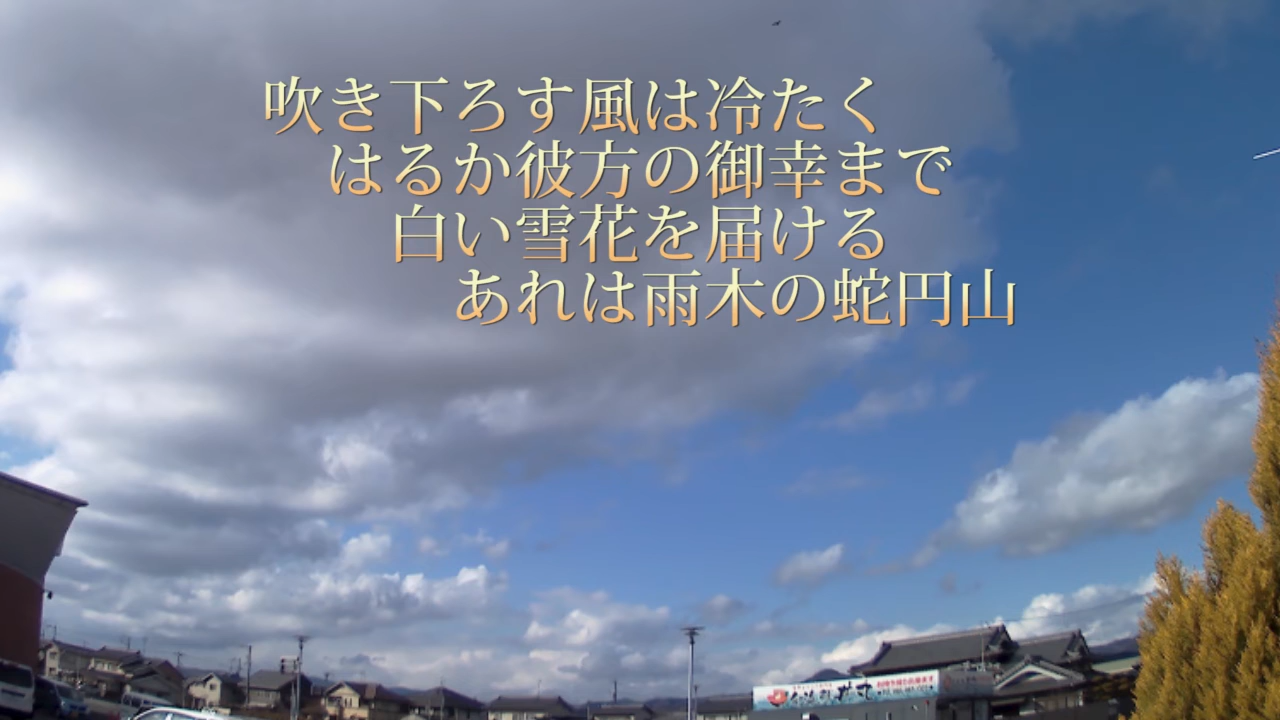 吹き下ろす風は冷たく
はるか彼方の御幸まで
白い雪花を届ける
あれは雨木の蛇円山